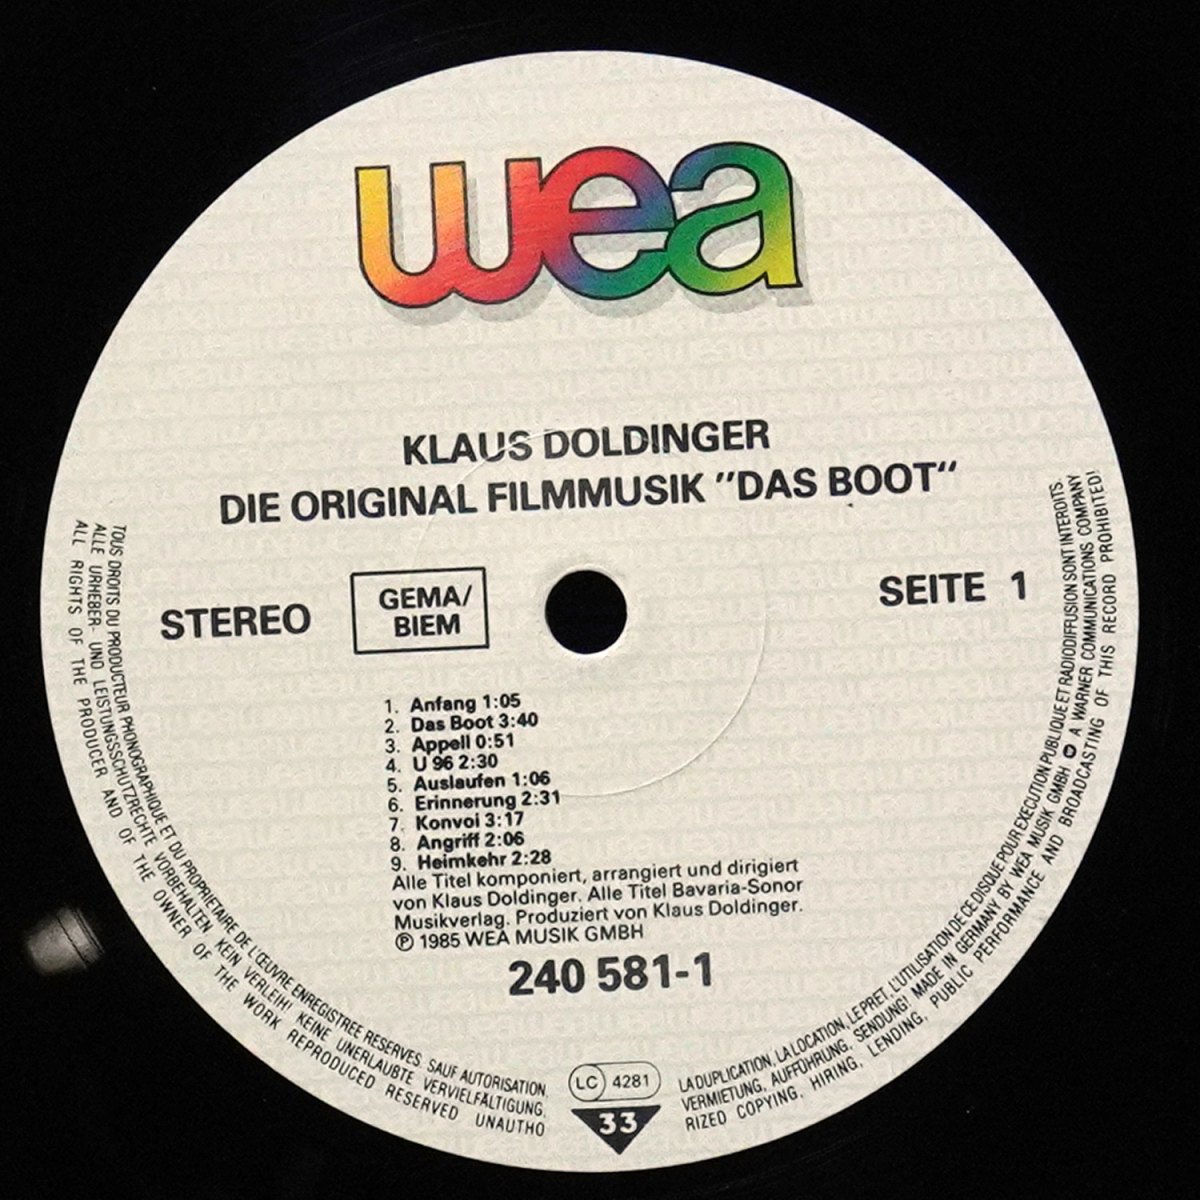 wea
KLAUS DOLDINGER
DIE ORIGINAL FILMMUSIK "DAS BOOT"
STEREO
GEMA/
BIEM
SEITE 1
1. Anfang 1:05
2. Das Boot 3:40
3. Appell 0:51
4. U 96 2:30
5. Auslaufen 1:06
6. Erinnerung 2:31
7. Konvoi 3:17
8. Angriff 2:06
9. Heimkehr 2:28
Alle Titel komponiert, arrangiert und dirigiert
von Klaus Doldinger. Alle Titel Bavaria-Sonor
Musikverlag. Produziert von Klaus Doldinger.
Ⓟ 1985 WEA MUSIK GMBH
240 581-1
LC 4281
33
TOUS DROITS DU PRODUCTEUR PHONOGRAPHIQUE ET DU PROPRIETAIRE DE L'ŒUVRE ENREGISTREE RESERVES. SAUF AUTORISATION, LA DUPLICATION, LA LOCATION, LE PRET, L'UTILISATION DE CE DISQUE POUR EXECUTION PUBLIQUE ET RADIODIFFUSION SONT INTERDITS.
ALLE URHEBER- UND LEISTUNGSSCHUTZRECHTE VORBEHALTEN. KEIN VERLEIH! KEINE UNERLAUBTE VERVIELFÄLTIGUNG, VERMIETUNG, AUFFÜHRUNG, SENDUNG! MADE IN GERMANY BY WEA MUSIK GMBH A WARNER COMMUNICATIONS COMPANY
ALL RIGHTS OF THE PRODUCER AND OF THE OWNER OF THE WORK REPRODUCED RESERVED UNAUTHORIZED COPYING, HIRING, LENDING, PUBLIC PERFORMANCE AND BROADCASTING OF THIS RECORD PROHIBITED!